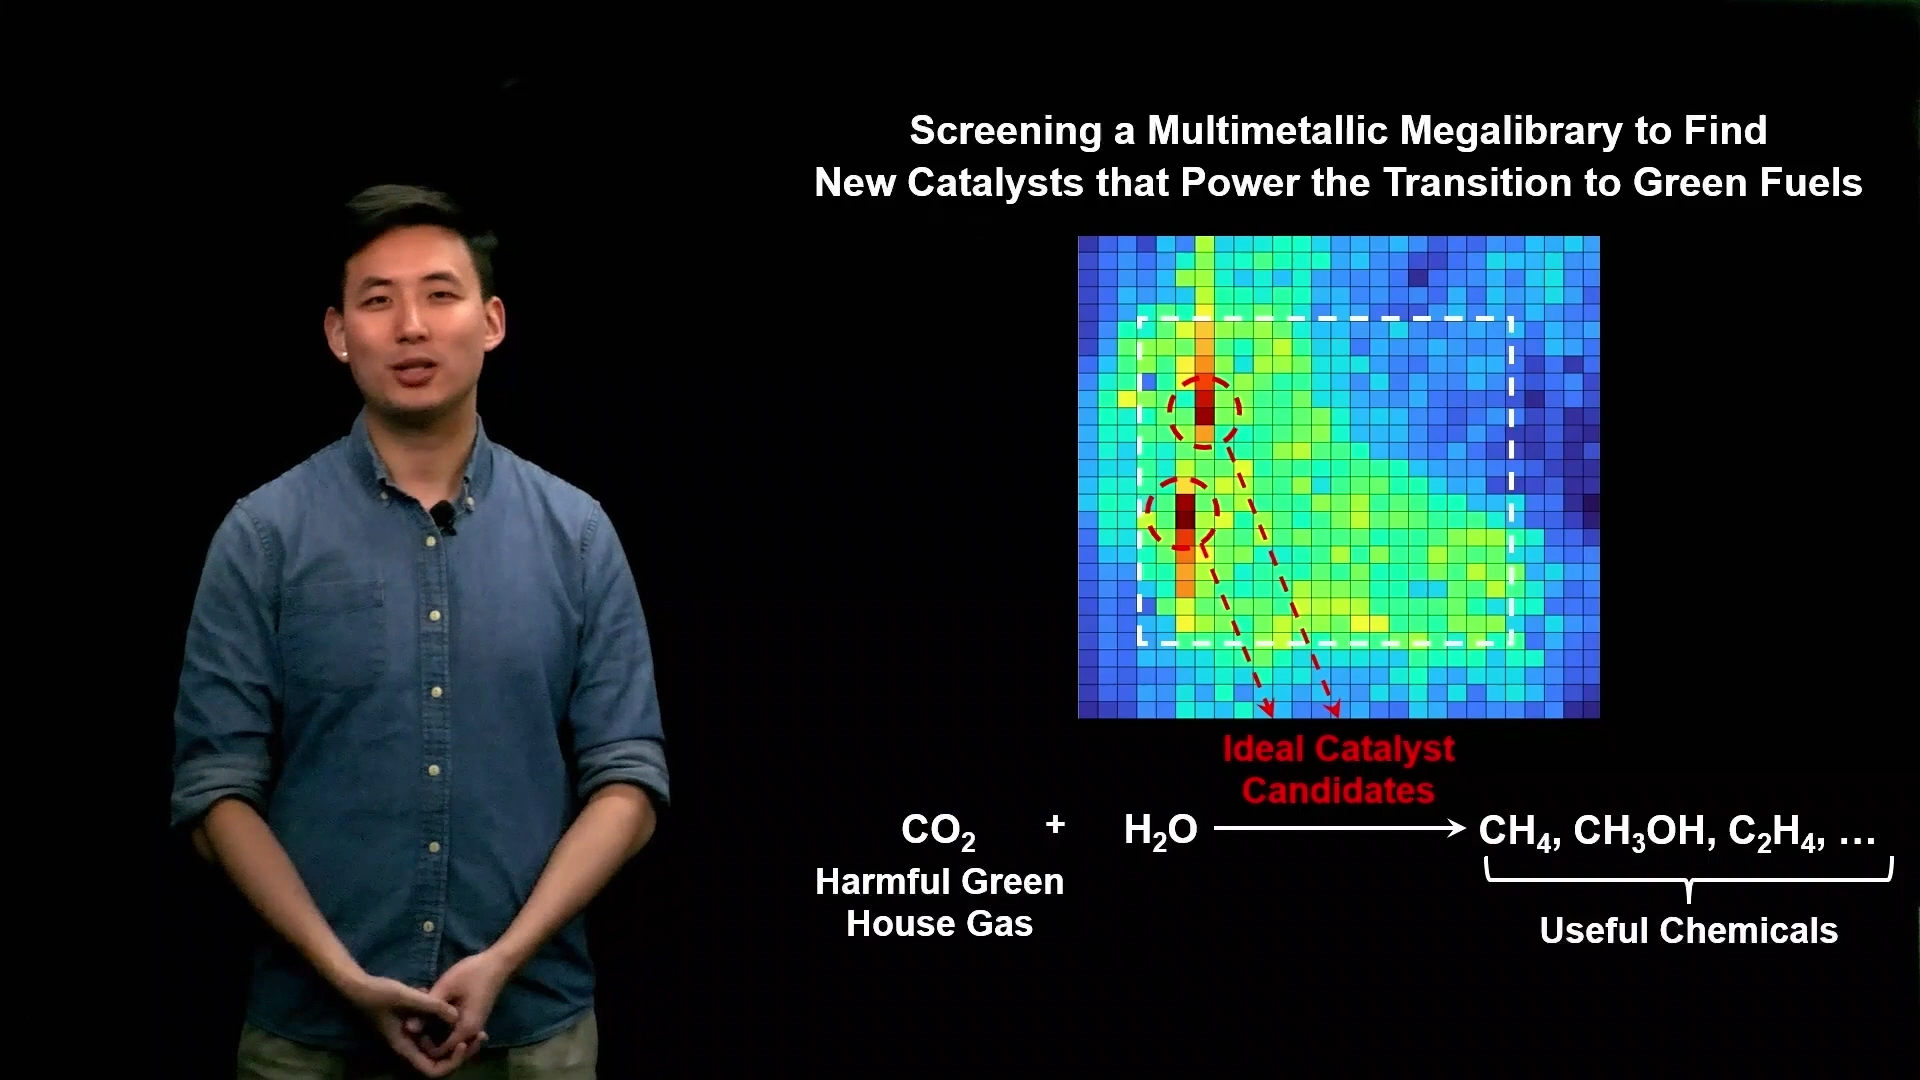 Screening a Multimetallic Megalibrary to Find
New Catalysts that Power the Transition to Green Fuels
Ideal Catalyst
Candidates
CO₂ + H₂O → CH₄, CH₃OH, C₂H₄, ...
Harmful Green
House Gas
Useful Chemicals